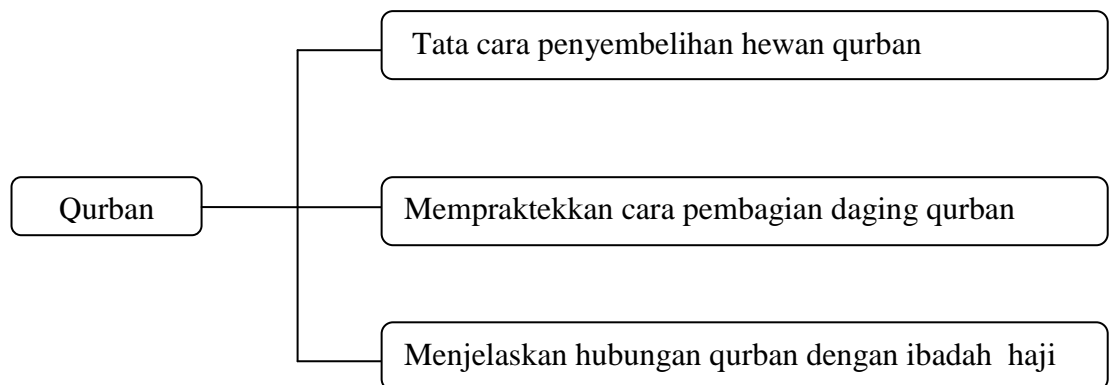 Tata cara penyembelihan hewan qurban
Qurban
Mempraktekkan cara pembagian daging qurban
Menjelaskan hubungan qurban dengan ibadah haji